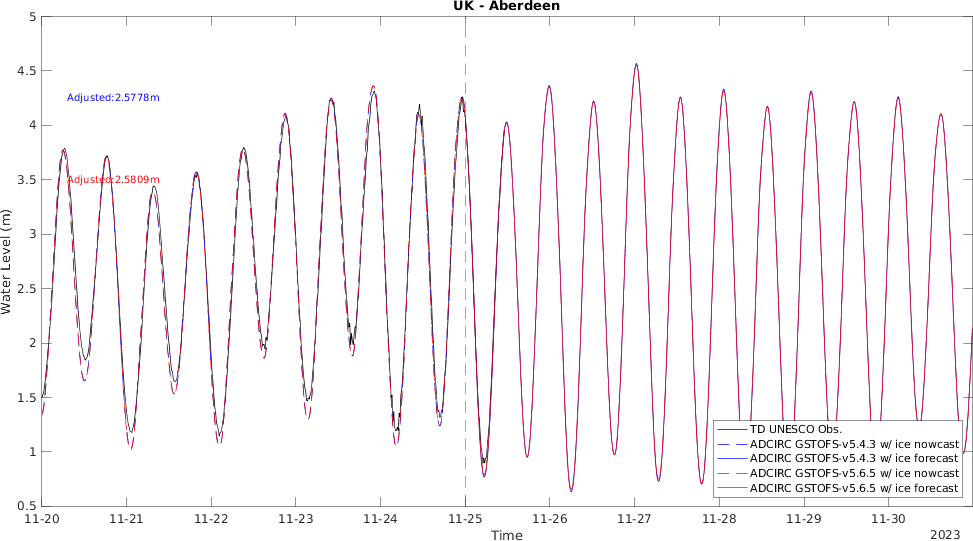 UK - Aberdeen
5
4.5
4
3.5
3
2.5
2
1.5
1
0.5
Water Level (m)
Adjusted:2.5778m
Adjusted:2.5809m
TD UNESCO Obs.
ADCIRC GSTOFS-v5.4.3 w/ ice nowcast
ADCIRC GSTOFS-v5.4.3 w/ ice forecast
ADCIRC GSTOFS-v5.6.5 w/ ice nowcast
ADCIRC GSTOFS-v5.6.5 w/ ice forecast
11-20 11-21 11-22 11-23 11-24 11-25 11-26 11-27 11-28 11-29 11-30
Time
2023